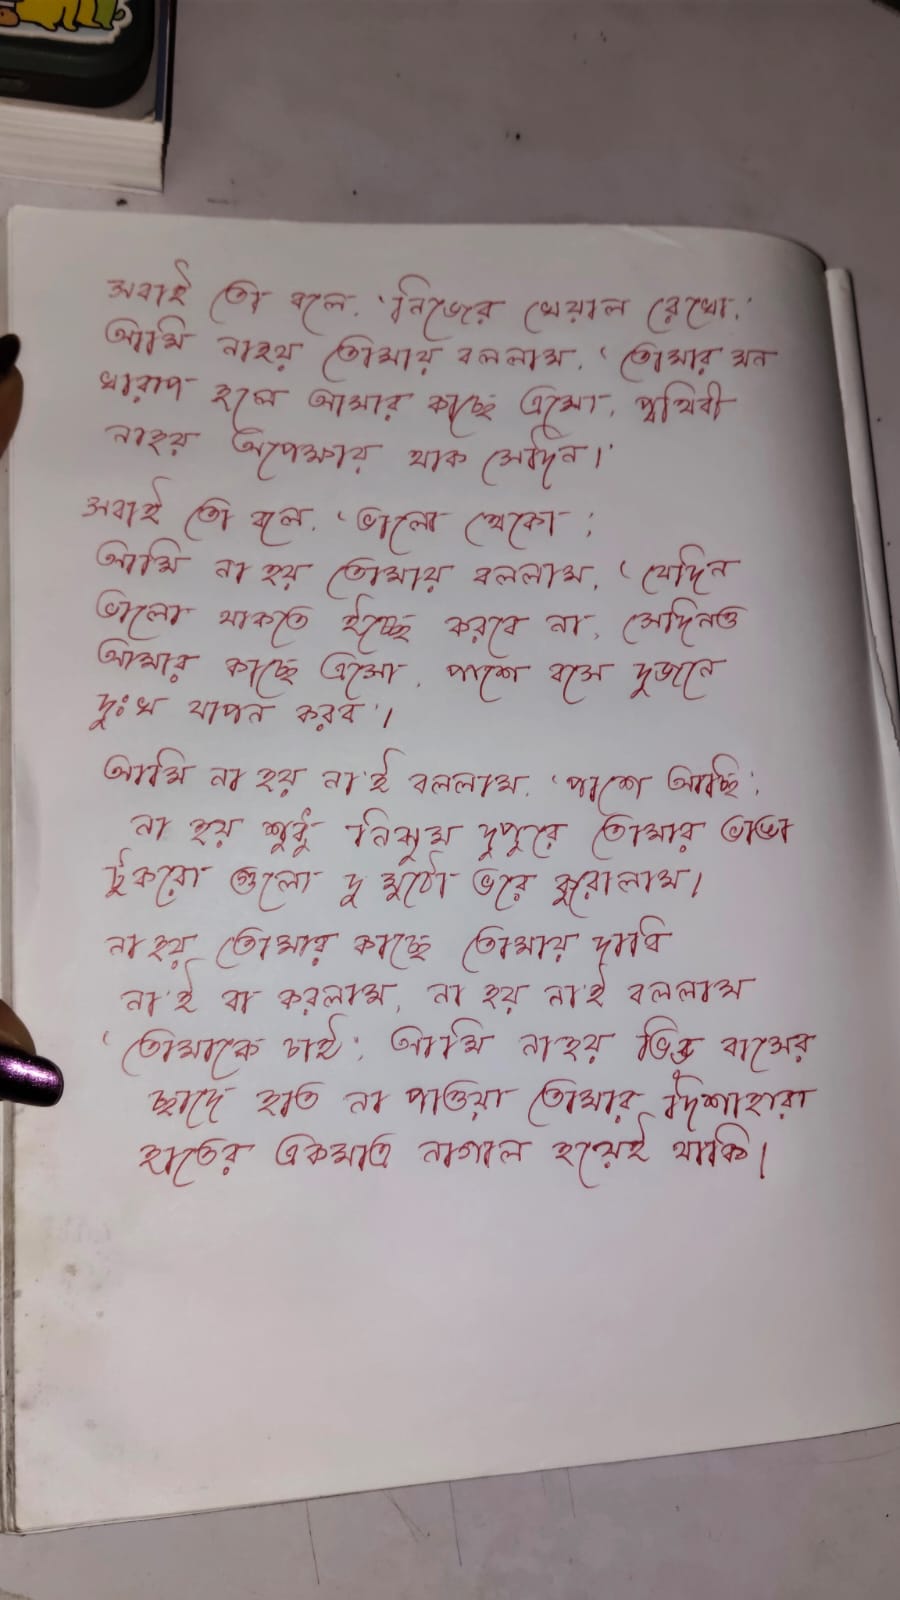 সবাই তো বলে, 'নিজের খেয়াল রেখো',
আমি নাহয় তোমায় বললাম, 'তোমার মন
খারাপ হলে আমার কাছে এসো, পৃথিবী
নাহয় অপেক্ষায় থাক সেদিন।'
সবাই তো বলে, 'ভালো থেকো',
আমি না হয় তোমায় বললাম, 'যেদিন
ভালো থাকতে ইচ্ছে করবে না, সেদিনও
আমার কাছে এসো, পাশে বসে দুজনে
দুঃখ যাপন করব'।
আমি না হয় না'ই বললাম, 'পাশে আছি',
না হয় শুধু নিঝুম দুপুরে তোমার ভাঙা
টুকরো গুলো দু মুঠো ভরে কুরোলাম।
না হয় তোমার কাছে তোমায় দাবি
না'ই বা করলাম, না হয় না'ই বললাম
'তোমাকে চাই', আমি নাহয় ভিড় বাসের
ছাদে হাত না পাওয়া তোমার দিশাহারা
হাতের একমাত্র নাগাল হয়েই থাকি।